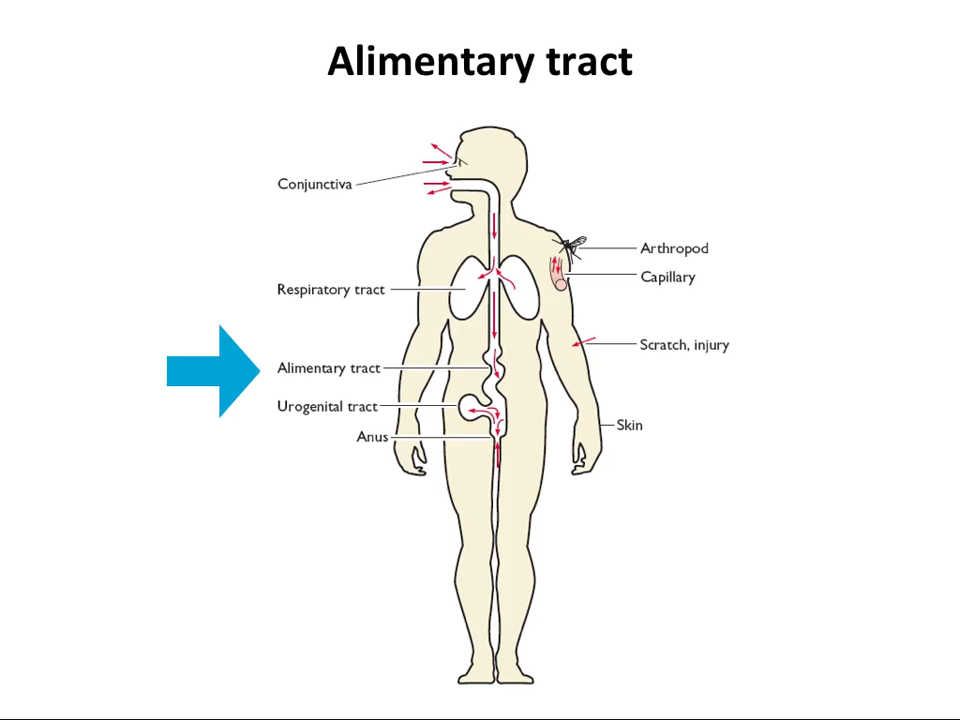 Alimentary tract
Conjunctiva
Arthropod
Capillary
Respiratory tract
Scratch, injury
Alimentary tract
Urogenital tract
Skin
Anus